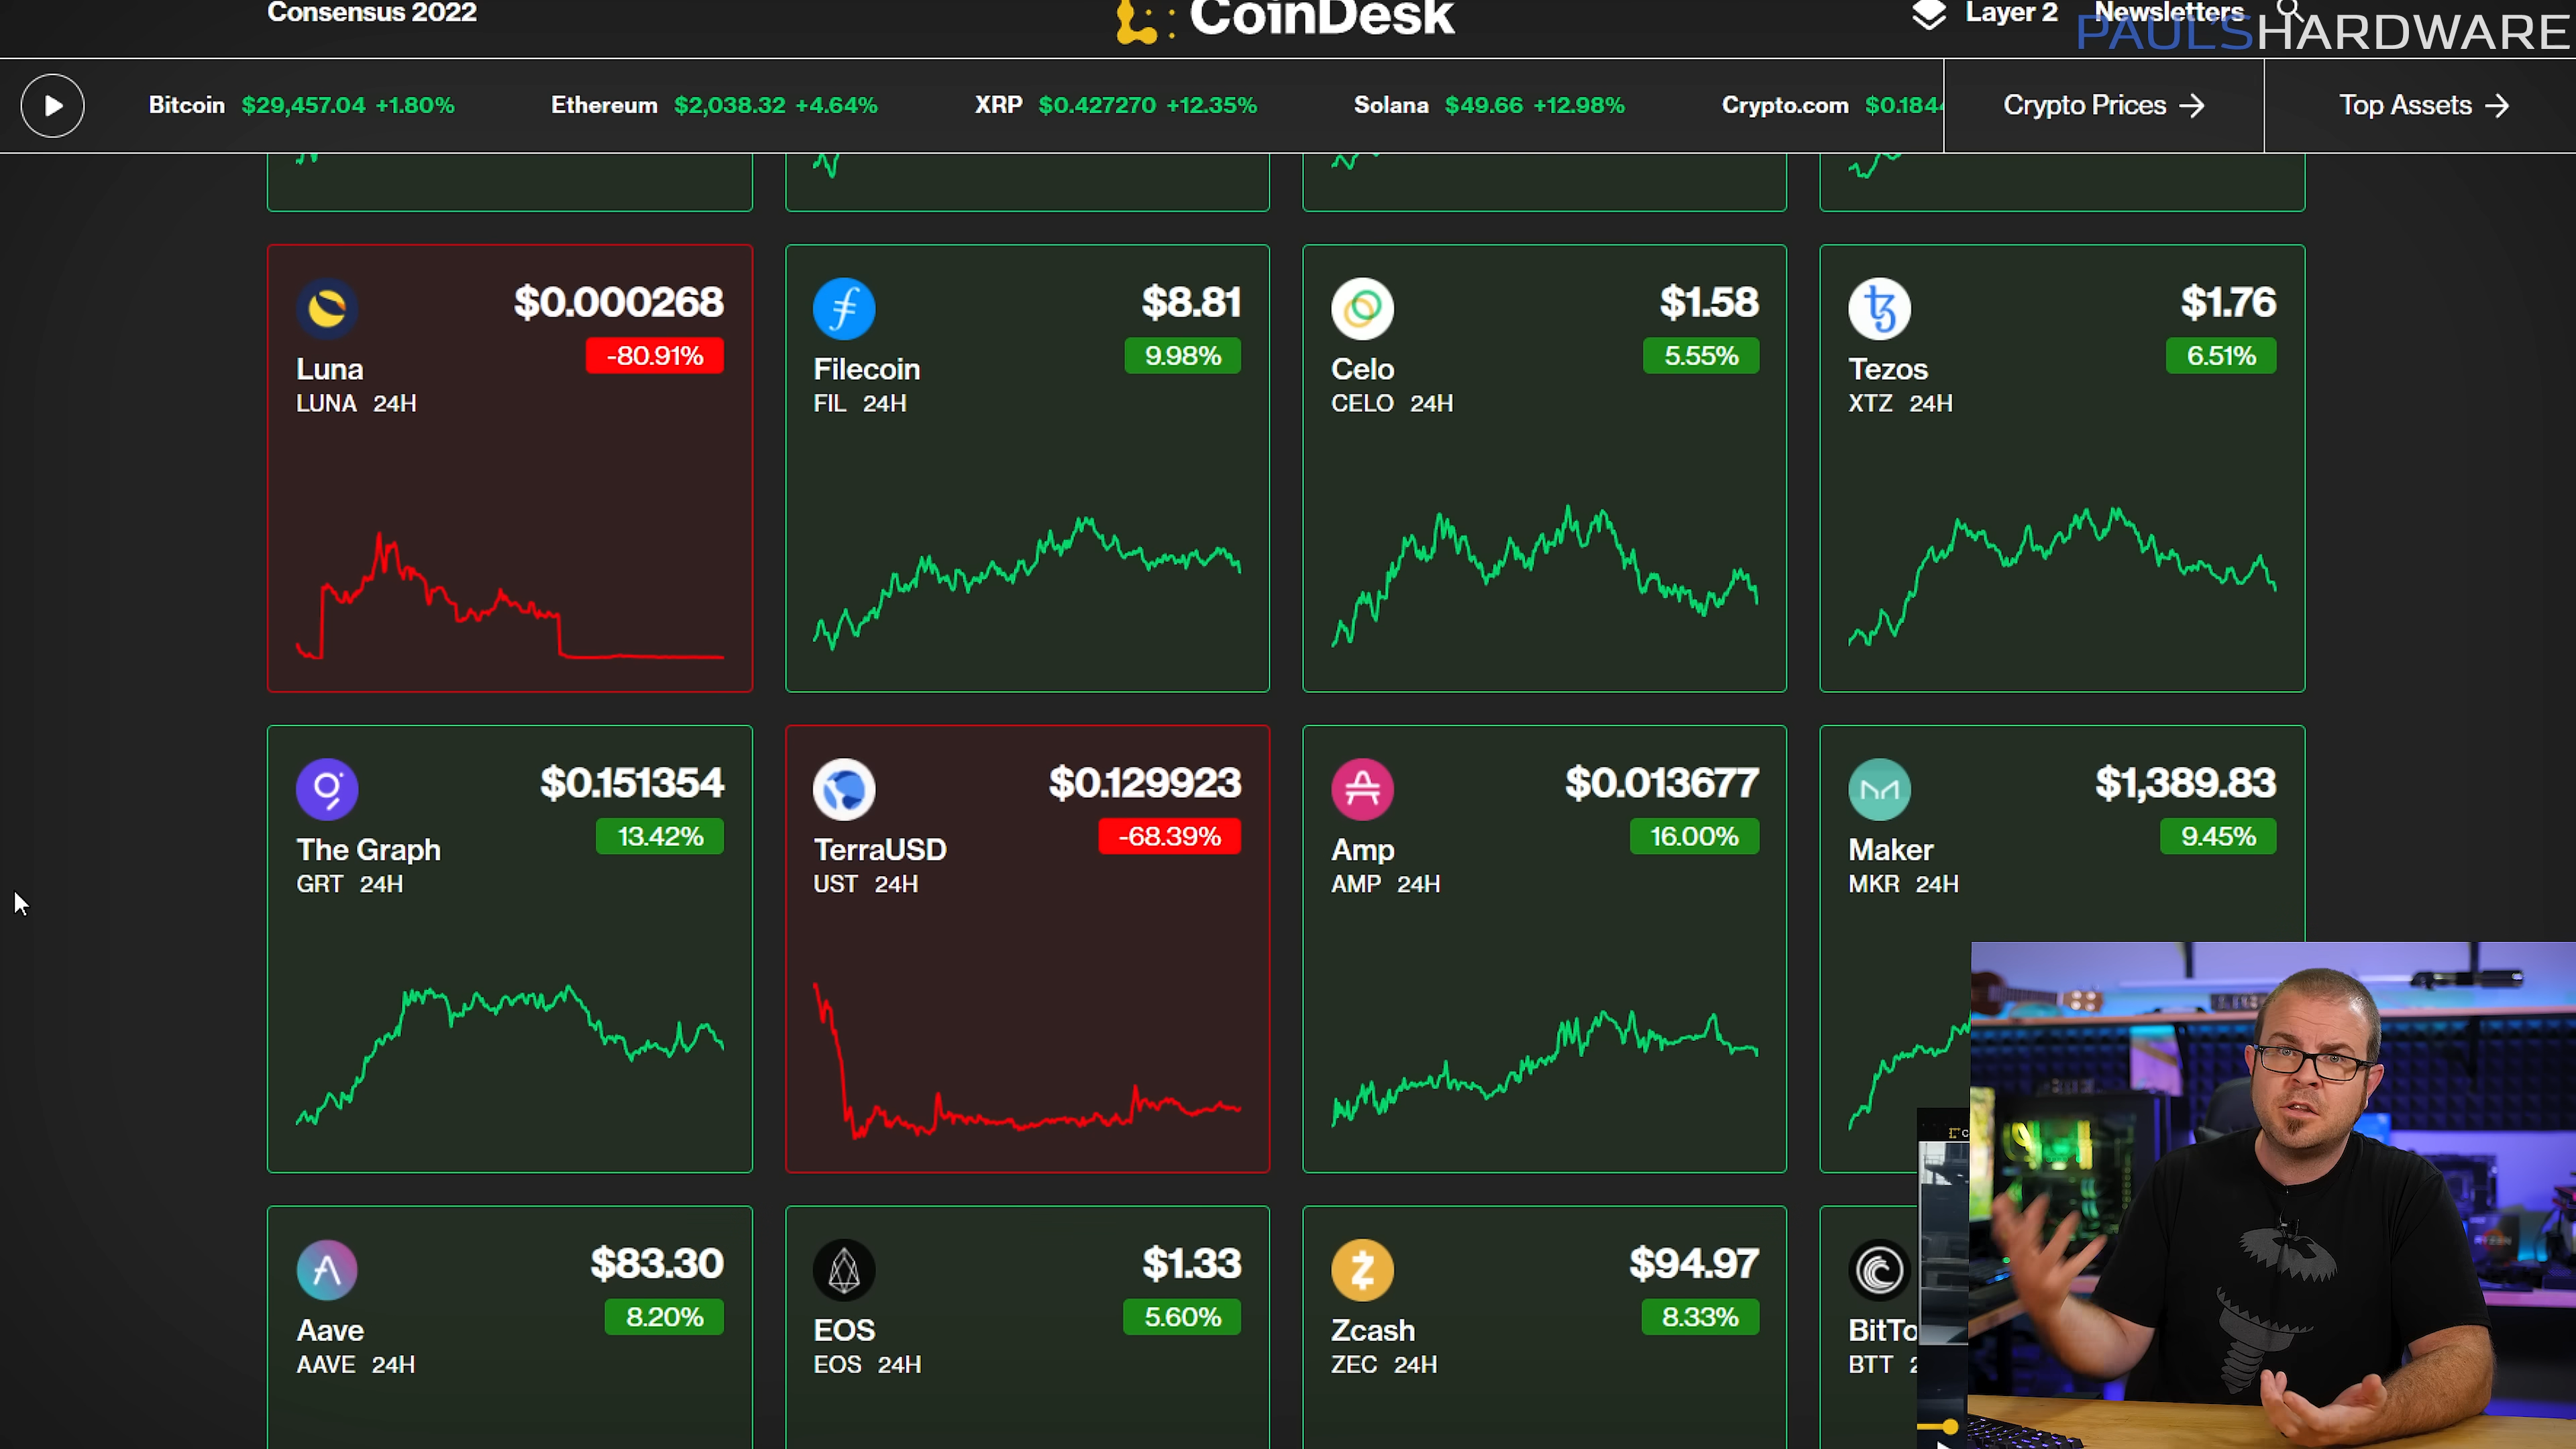 Consensus 2022
CoinDesk
Layer 2
Newsletters
PAUL'SHARDWARE
Bitcoin $29,457.04 +1.80%
Ethereum $2,038.32 +4.64%
XRP $0.427270 +12.35%
Solana $49.66 +12.98%
Crypto.com $0.184
Crypto Prices →
Top Assets →
$0.000268
-80.91%
Luna
LUNA 24H
$8.81
9.98%
Filecoin
FIL 24H
$1.58
5.55%
Celo
CELO 24H
$1.76
6.51%
Tezos
XTZ 24H
$0.151354
13.42%
The Graph
GRT 24H
$0.129923
-68.39%
TerraUSD
UST 24H
$0.013677
16.00%
Amp
AMP 24H
$1,389.83
9.45%
Maker
MKR 24H
$83.30
8.20%
Aave
AAVE 24H
$1.33
5.60%
EOS
EOS 24H
$94.97
8.33%
Zcash
ZEC 24H
BitTo
BTT 2